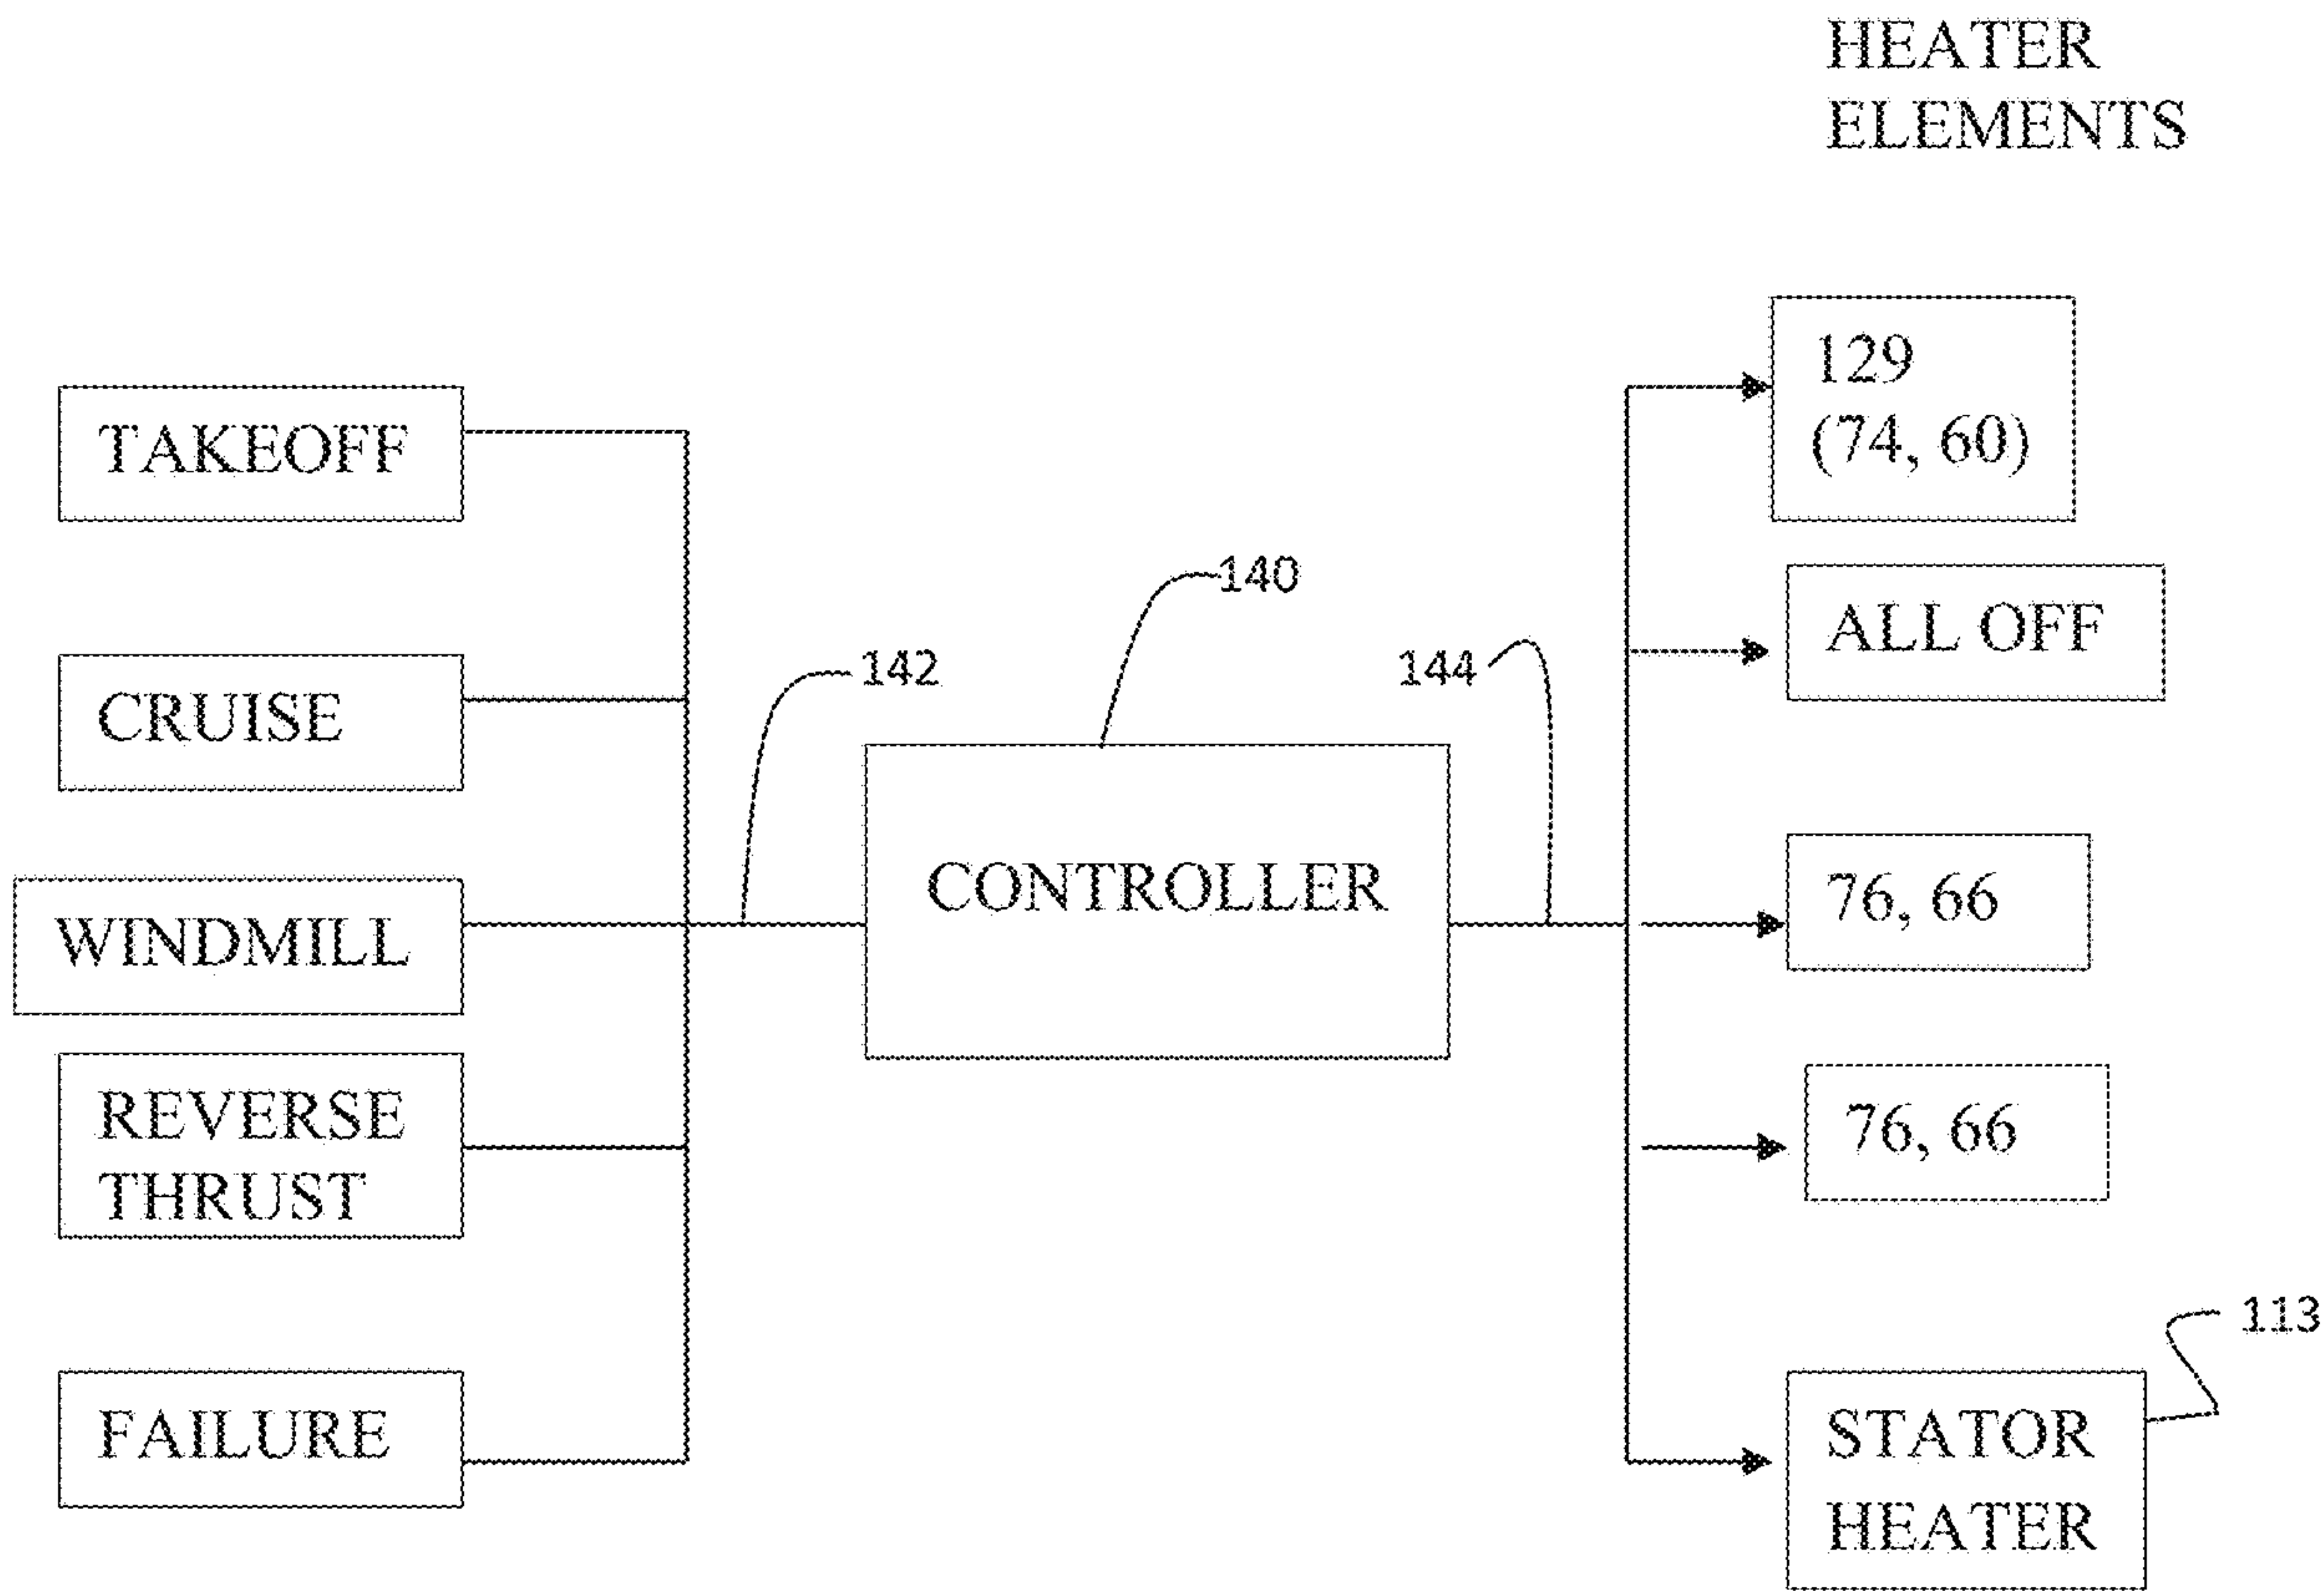 HEATER
ELEMENTS
129
(74, 60)
TAKEOFF
140
ALL OFF
142
144
CRUISE
CONTROLLER
76, 66
WINDMILL
REVERSE
THRUST
76, 66
113
FAILURE
STATOR
HEATER